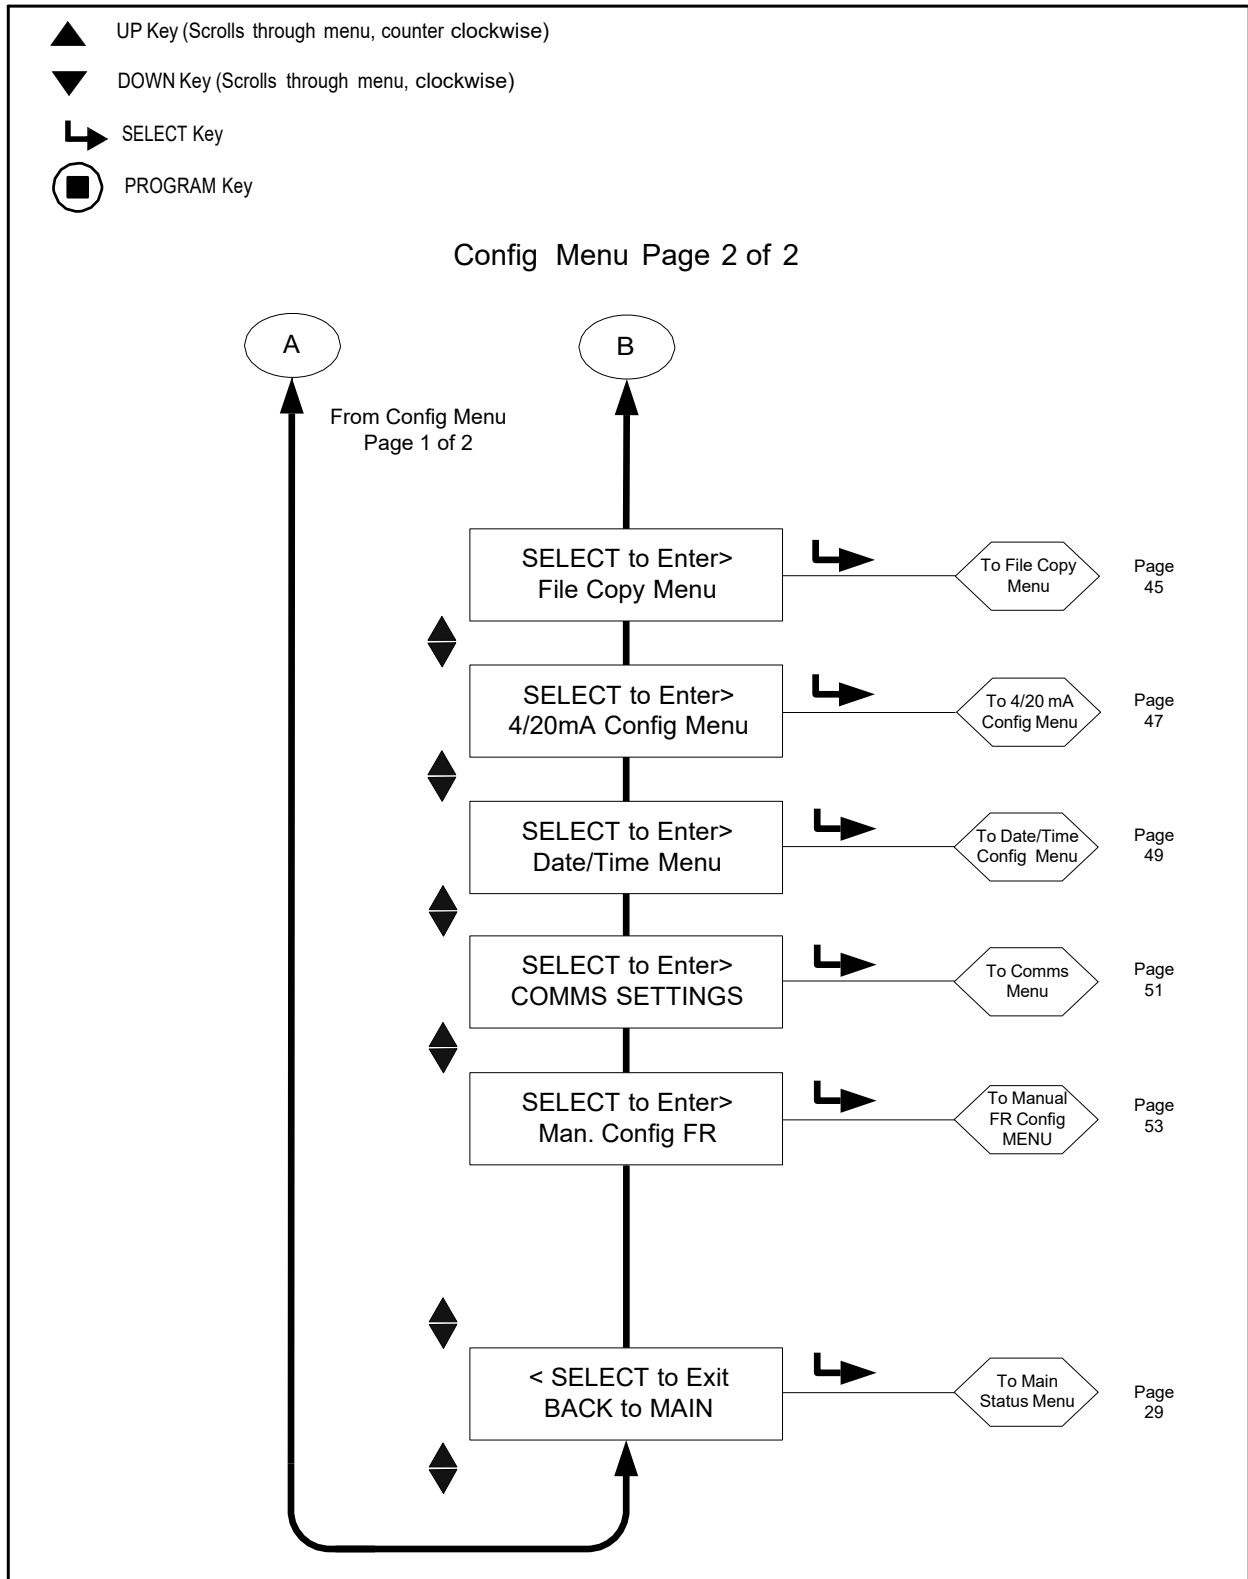 UP Key (Scrolls through menu, counter clockwise)
DOWN Key (Scrolls through menu, clockwise)
SELECT Key
PROGRAM Key
Config Menu Page 2 of 2
A
B
From Config Menu
Page 1 of 2
SELECT to Enter>
File Copy Menu
To File Copy
Menu
Page
45
SELECT to Enter>
4/20mA Config Menu
To 4/20 mA
Config Menu
Page
47
SELECT to Enter>
Date/Time Menu
To Date/Time
Config Menu
Page
49
SELECT to Enter>
COMMS SETTINGS
To Comms
Menu
Page
51
SELECT to Enter>
Man. Config FR
To Manual
FR Config
MENU
Page
53
< SELECT to Exit
BACK to MAIN
To Main
Status Menu
Page
29